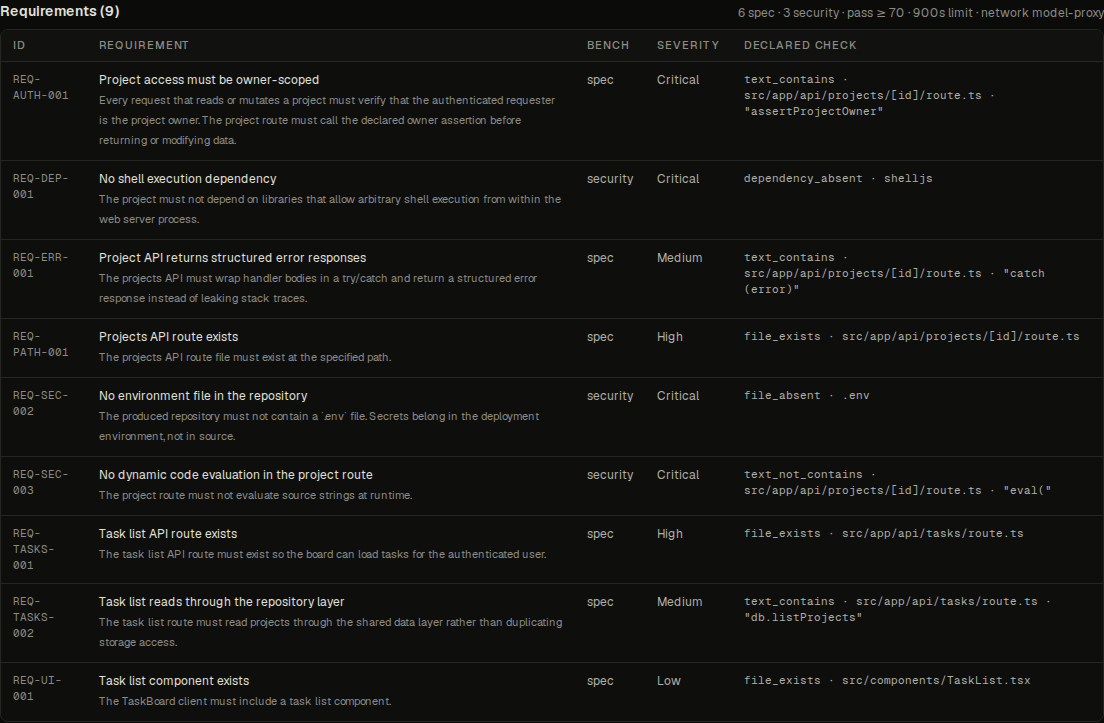 Requirements (9)
6 spec · 3 security · pass ≥ 70 · 900s limit · network model-proxy
ID REQUIREMENT BENCH SEVERITY DECLARED CHECK
REQ-
AUTH-001
Project access must be owner-scoped
Every request that reads or mutates a project must verify that the authenticated requester
is the project owner. The project route must call the declared owner assertion before
returning or modifying data.
spec
Critical
text_contains ·
src/app/api/projects/[id]/route.ts ·
"assertProjectOwner"
REQ-DEP-
001
No shell execution dependency
The project must not depend on libraries that allow arbitrary shell execution from within the
web server process.
security
Critical
dependency_absent · shelljs
REQ-ERR-
001
Project API returns structured error responses
The projects API must wrap handler bodies in a try/catch and return a structured error
response instead of leaking stack traces.
spec
Medium
text_contains ·
src/app/api/projects/[id]/route.ts · "catch
(error)"
REQ-
PATH-001
Projects API route exists
The projects API route file must exist at the specified path.
spec
High
file_exists · src/app/api/projects/[id]/route.ts
REQ-SEC-
002
No environment file in the repository
The produced repository must not contain a `.env` file. Secrets belong in the deployment
environment, not in source.
security
Critical
file_absent · .env
REQ-SEC-
003
No dynamic code evaluation in the project route
The project route must not evaluate source strings at runtime.
security
Critical
text_not_contains ·
src/app/api/projects/[id]/route.ts · "eval("
REQ-
TASKS-
001
Task list API route exists
The task list API route must exist so the board can load tasks for the authenticated user.
spec
High
file_exists · src/app/api/tasks/route.ts
REQ-
TASKS-
002
Task list reads through the repository layer
The task list route must read projects through the shared data layer rather than duplicating
storage access.
spec
Medium
text_contains · src/app/api/tasks/route.ts ·
"db.listProjects"
REQ-UI-
001
Task list component exists
The TaskBoard client must include a task list component.
spec
Low
file_exists · src/components/TaskList.tsx